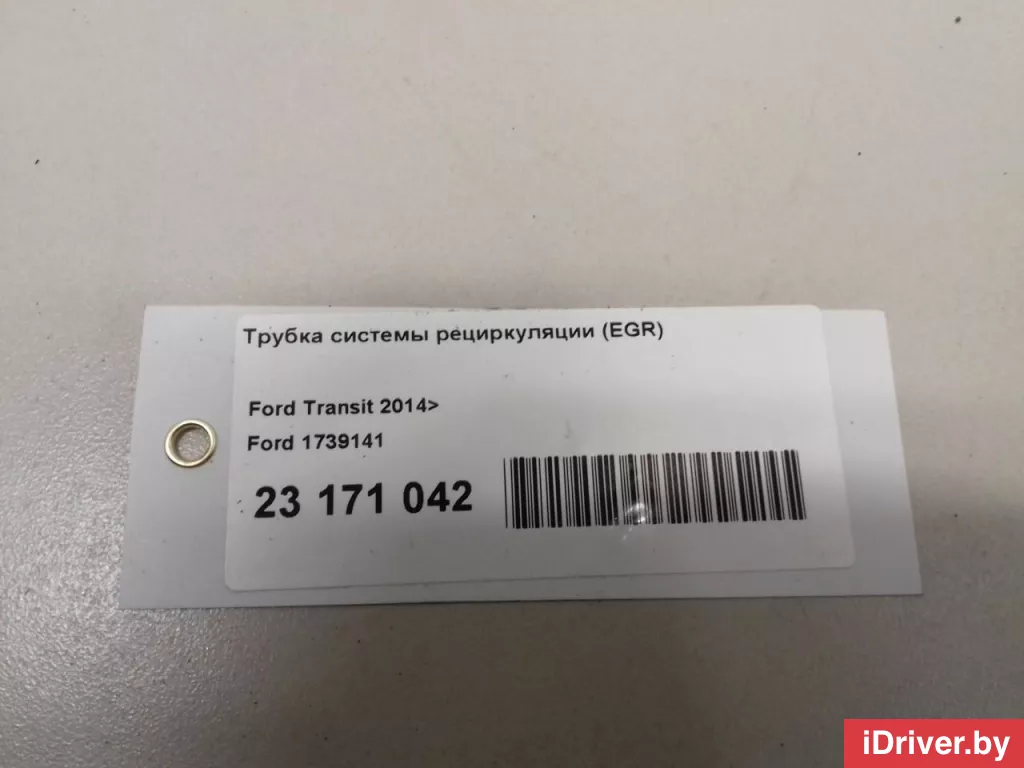 Трубка системы рециркуляции (EGR)
Ford Transit 2014>
Ford 1739141
23 171 042
iDriver.by